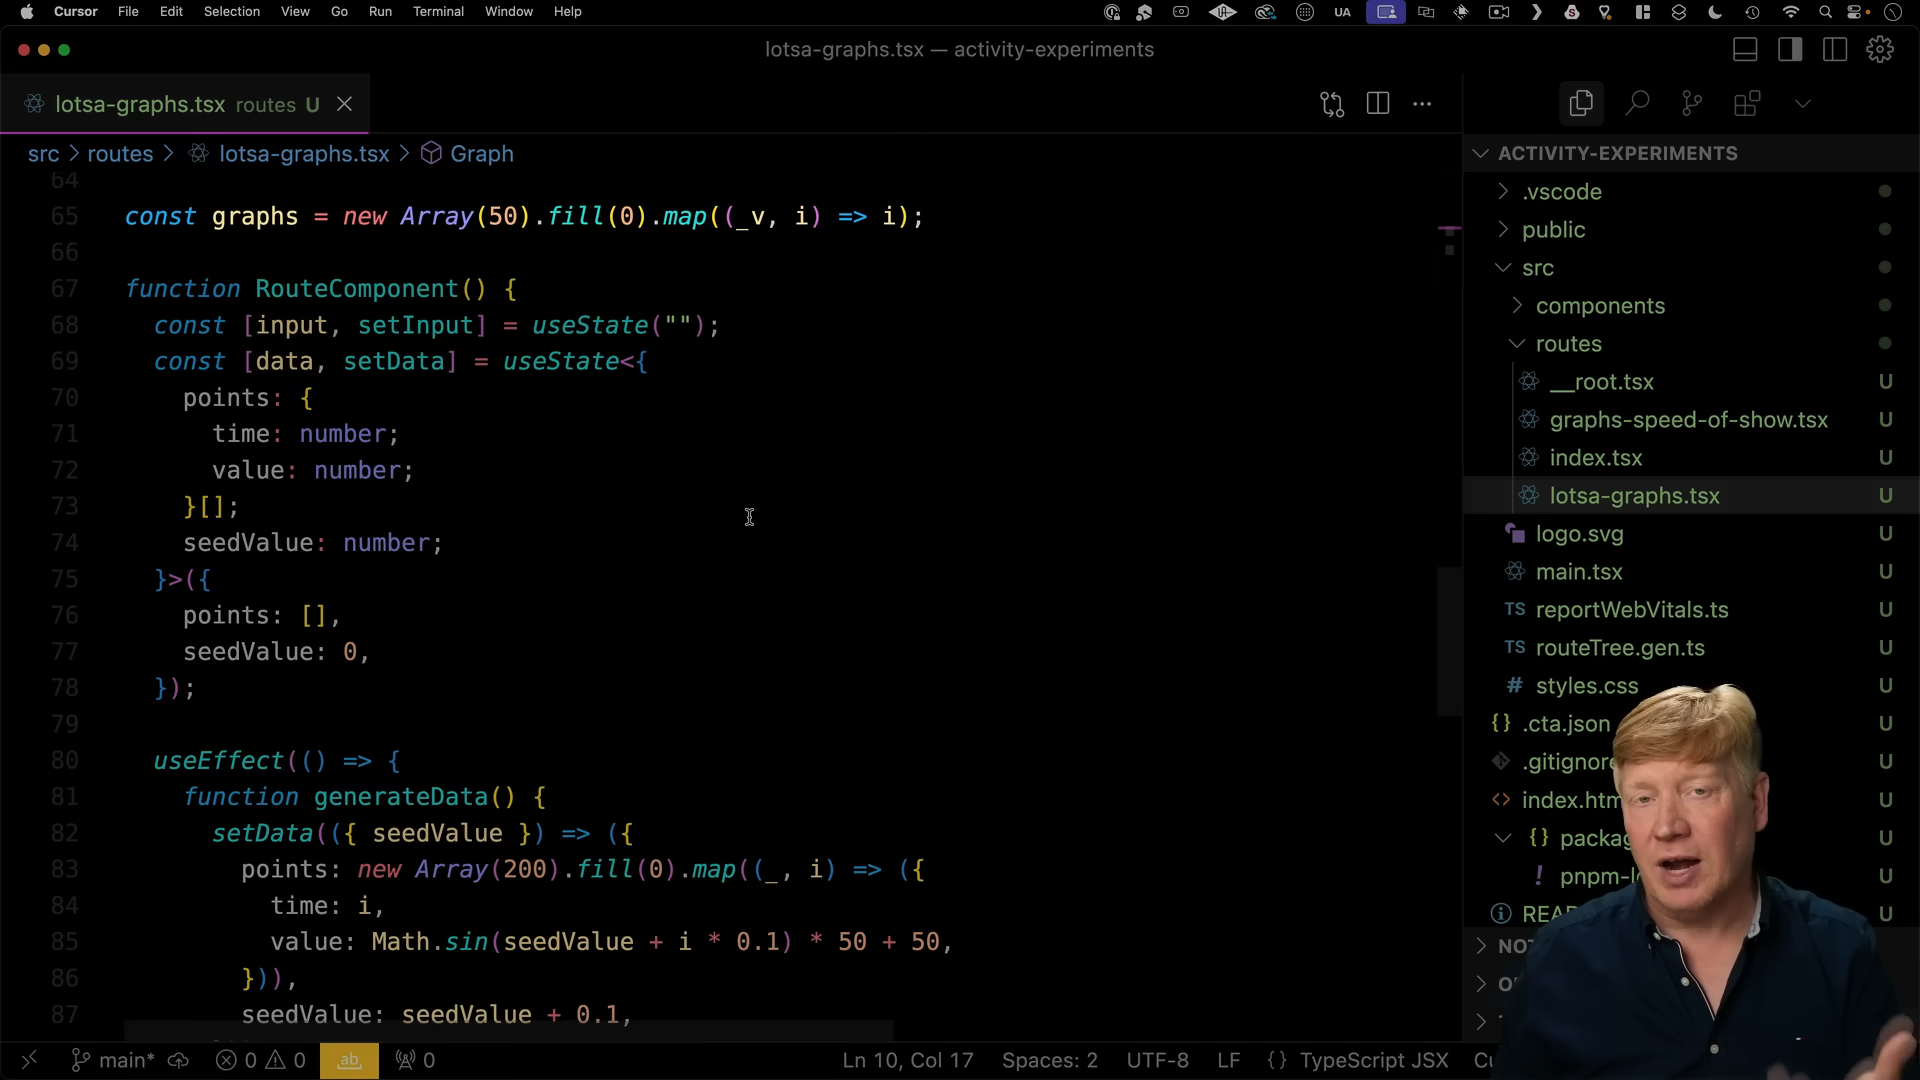 Cursor File Edit Selection View Go Run Terminal Window Help UA
lotsa-graphs.tsx — activity-experiments
lotsa-graphs.tsx routes U
src > routes > lotsa-graphs.tsx > Graph
64
65 const graphs = new Array(50).fill(0).map((_v, i) => i);
66
67 function RouteComponent() {
68 const [input, setInput] = useState("");
69 const [data, setData] = useState<{
70 points: {
71 time: number;
72 value: number;
73 }[];
74 seedValue: number;
75 }>({
76 points: [],
77 seedValue: 0,
78 });
79
80 useEffect(() => {
81 function generateData() {
82 setData(({ seedValue }) => ({
83 points: new Array(200).fill(0).map((_, i) => ({
84 time: i,
85 value: Math.sin(seedValue + i * 0.1) * 50 + 50,
86 })),
87 seedValue: seedValue + 0.1,
ACTIVITY-EXPERIMENTS
.vscode
public
src
components
routes
__root.tsx U
graphs-speed-of-show.tsx U
index.tsx U
lotsa-graphs.tsx U
logo.svg U
main.tsx U
TS reportWebVitals.ts U
TS routeTree.gen.ts U
# styles.css U
{} .cta.json U
.gitignore U
<> index.htm U
{} packag U
! pnpm-l U
REA U
NO
main* 0 0 ab 0 Ln 10, Col 17 Spaces: 2 UTF-8 LF {} TypeScript JSX